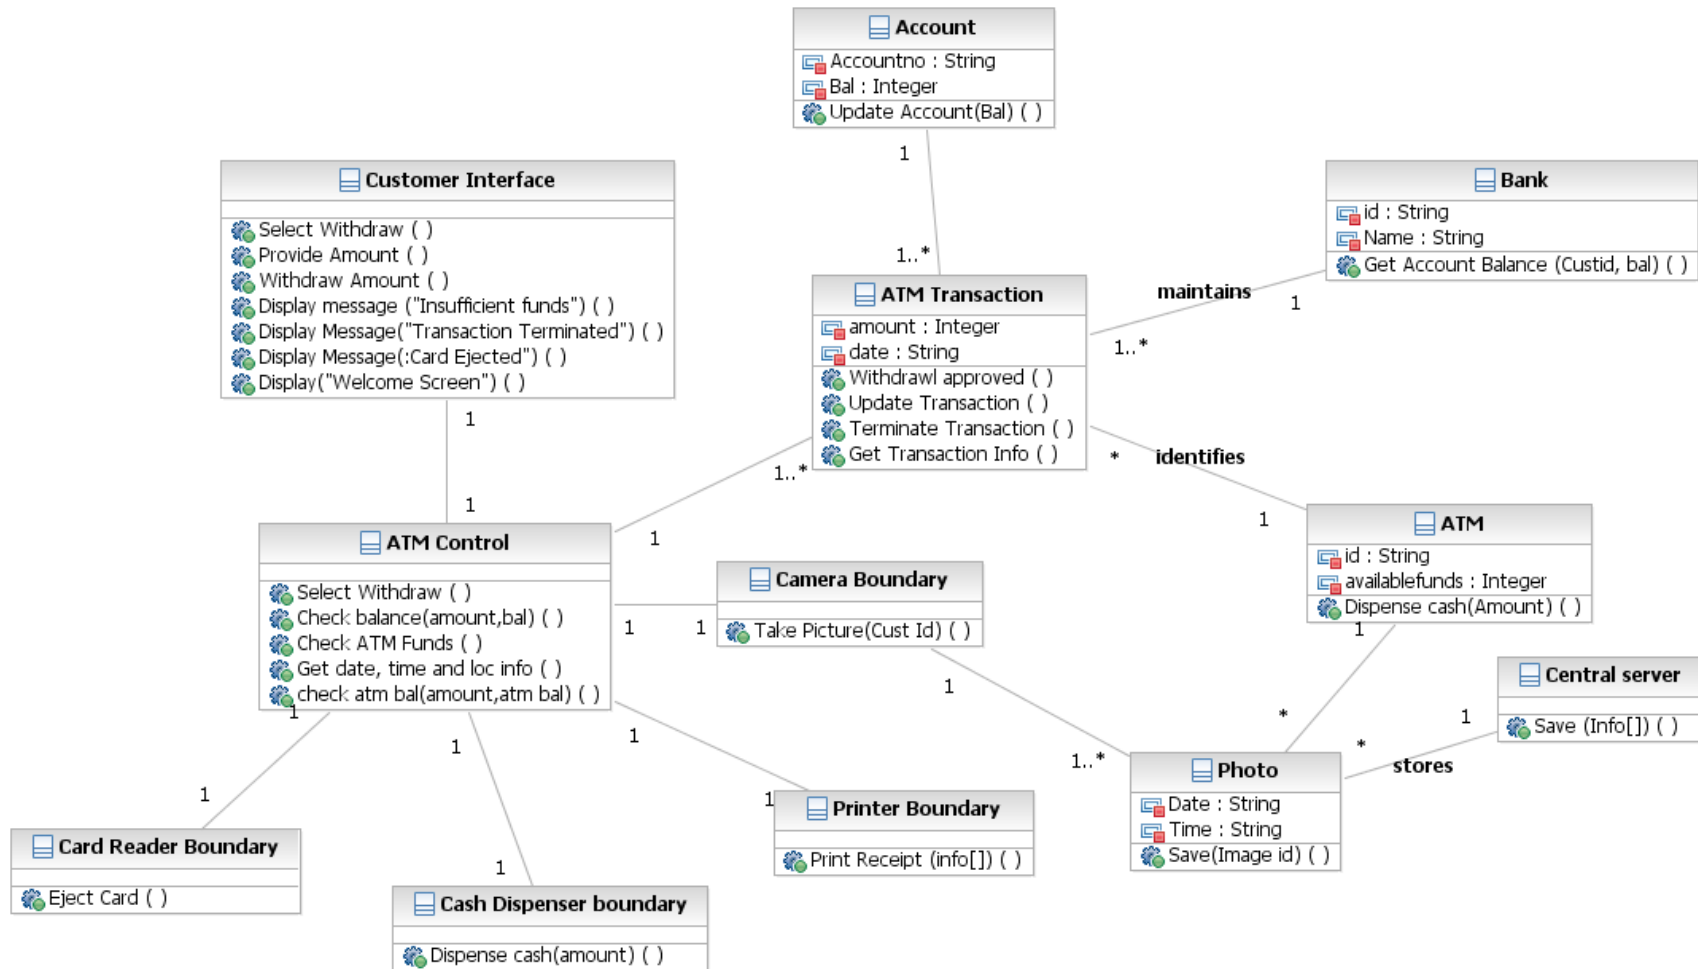 Account
Accountno : String
Bal : Integer
Update Account(Bal) ( )
1
1..*
Customer Interface
Select Withdraw ( )
Provide Amount ( )
Withdraw Amount ( )
Display message ("Insufficient funds") ( )
Display Message("Transaction Terminated") ( )
Display Message(:Card Ejected") ( )
Display("Welcome Screen") ( )
1
1
Bank
id : String
Name : String
Get Account Balance (Custid, bal) ( )
maintains
1
1..*
ATM Transaction
amount : Integer
date : String
Withdrawl approved ( )
Update Transaction ( )
Terminate Transaction ( )
Get Transaction Info ( )
1..*
1
* identifies
1
ATM Control
Select Withdraw ( )
Check balance(amount,bal) ( )
Check ATM Funds ( )
Get date, time and loc info ( )
check atm bal(amount,atm bal) ( )
1
1
1
1
1
1
1
1
Camera Boundary
Take Picture(Cust Id) ( )
1
1..*
ATM
id : String
availablefunds : Integer
Dispense cash(Amount) ( )
1
*
Central server
Save (Info[]) ( )
1
*
stores
Photo
Date : String
Time : String
Save(Image id) ( )
Printer Boundary
Print Receipt (info[]) ( )
Card Reader Boundary
Eject Card ( )
Cash Dispenser boundary
Dispense cash(amount) ( )